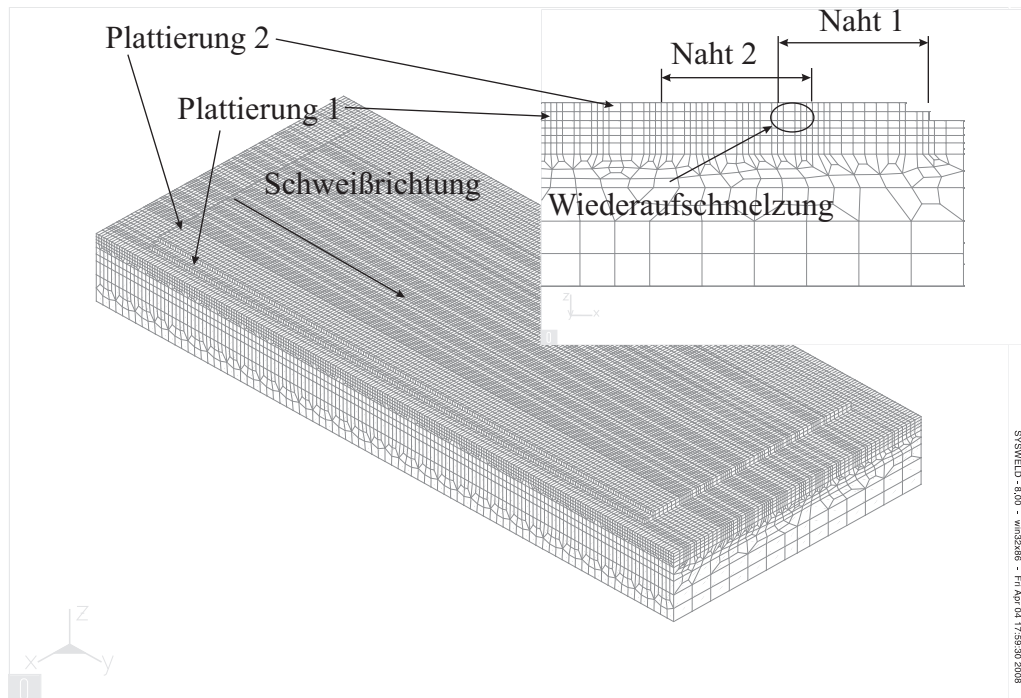 Plattierung 2
Plattierung 1
Schweißrichtung
Naht 1
Naht 2
Wiederaufschmelzung
z
y x
z
x y
SYSWELD - 8.00 - win32x86 - Fri Apr 04 17:59:30 2008